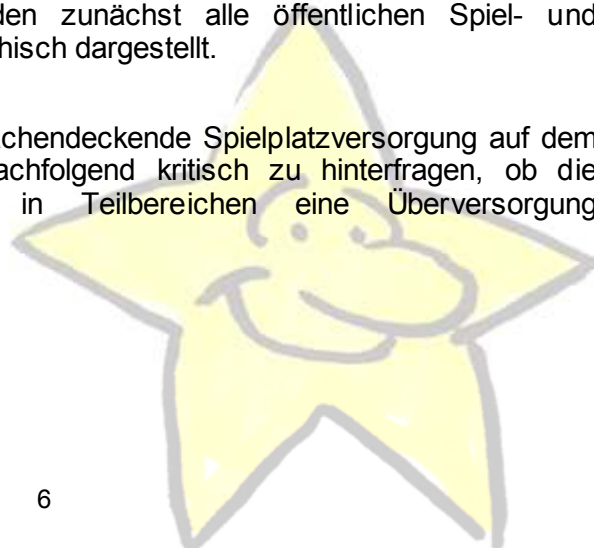 den zunächst alle öffentlichen Spiel- und
hisch dargestellt.
chendeckende Spielplatzversorgung auf dem
achfolgend kritisch zu hinterfragen, ob die
in Teilbereichen eine Überversorgung
6